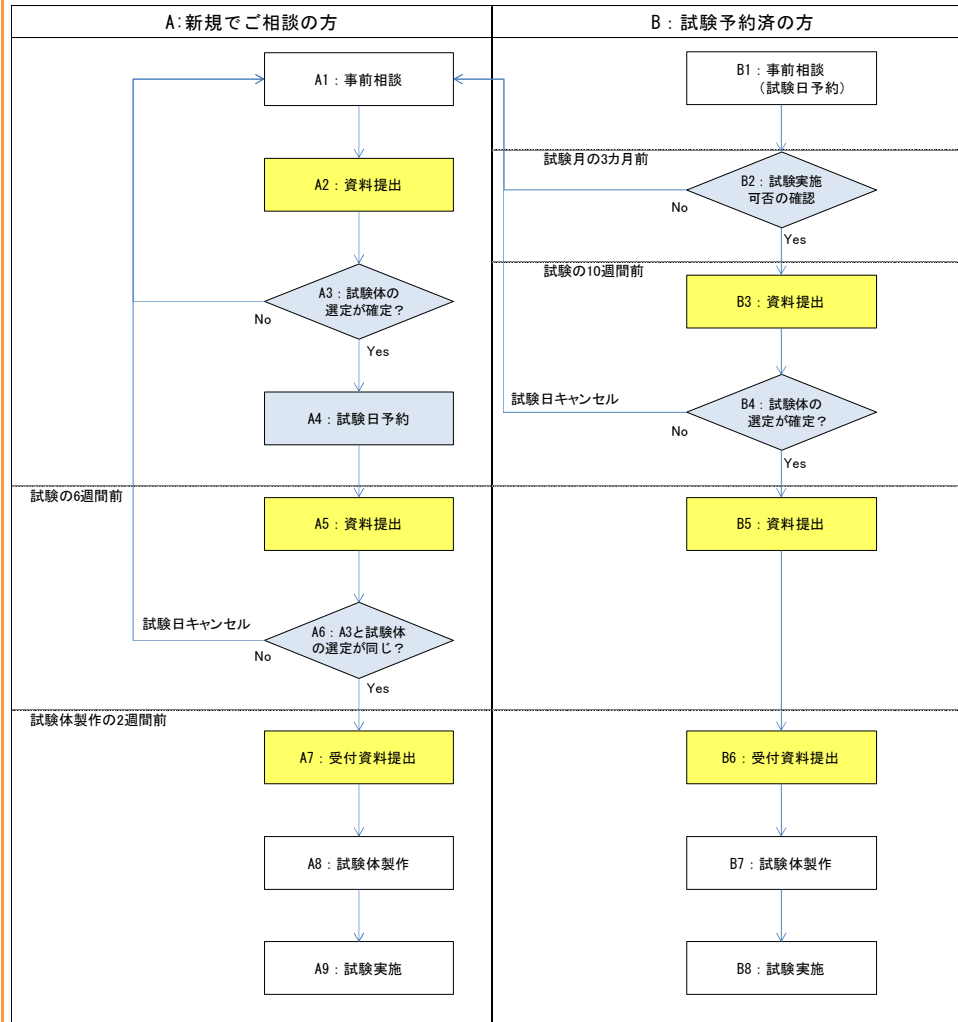 A:新規でご相談の方
A1：事前相談
A2：資料提出
A3：試験体の
選定が確定？
No
Yes
A4：試験日予約
試験の6週間前
A5：資料提出
試験日キャンセル
A6：A3と試験体
の選定が同じ？
No
Yes
試験体製作の2週間前
A7：受付資料提出
A8：試験体製作
A9：試験実施
B：試験予約済の方
B1：事前相談
（試験日予約）
試験月の3カ月前
B2：試験実施
可否の確認
No
Yes
試験の10週間前
B3：資料提出
試験日キャンセル
B4：試験体の
選定が確定？
No
Yes
B5：資料提出
B6：受付資料提出
B7：試験体製作
B8：試験実施